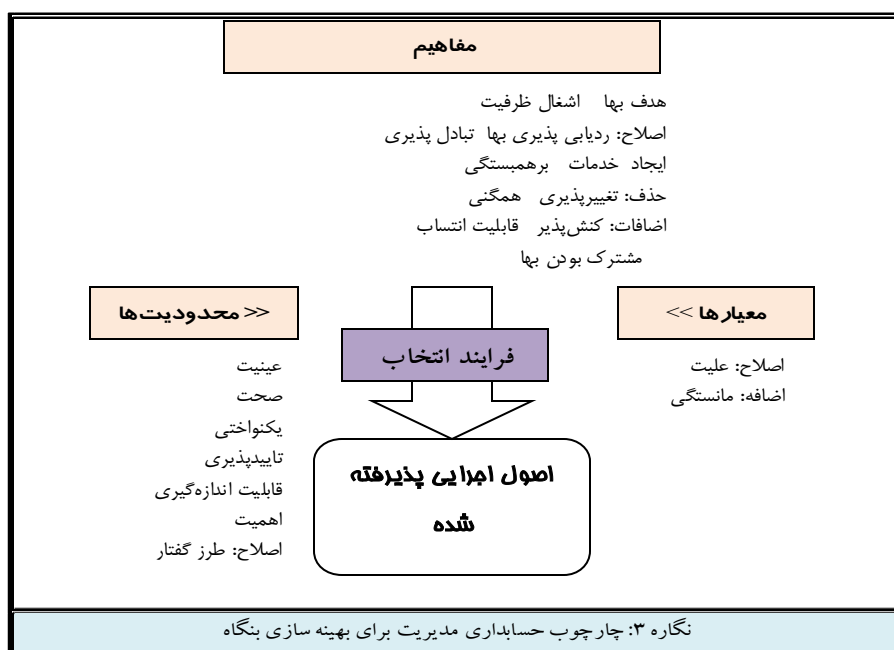 مفاهیم
هدف بها اشغال ظرفیت
اصلاح: ردیابی پذیری بها تبادل پذیری
ایجاد خدمات برهمبستگی
حذف: تغییرپذیری همگنی
اضافات: کنش‌پذیر قابلیت انتساب
مشترک بودن بها
معیارها >>
اصلاح: علیت
اضافه: مانستگی
فرایند انتخاب
<< محدودیت‌ها
عینیت
صحت
یکنواختی
تاییدپذیری
قابلیت اندازه‌گیری
اهمیت
اصلاح: طرز گفتار
اصول اجرایی پذیرفته
شده
نگاره ۳: چارچوب حسابداری مدیریت برای بهینه سازی بنگاه